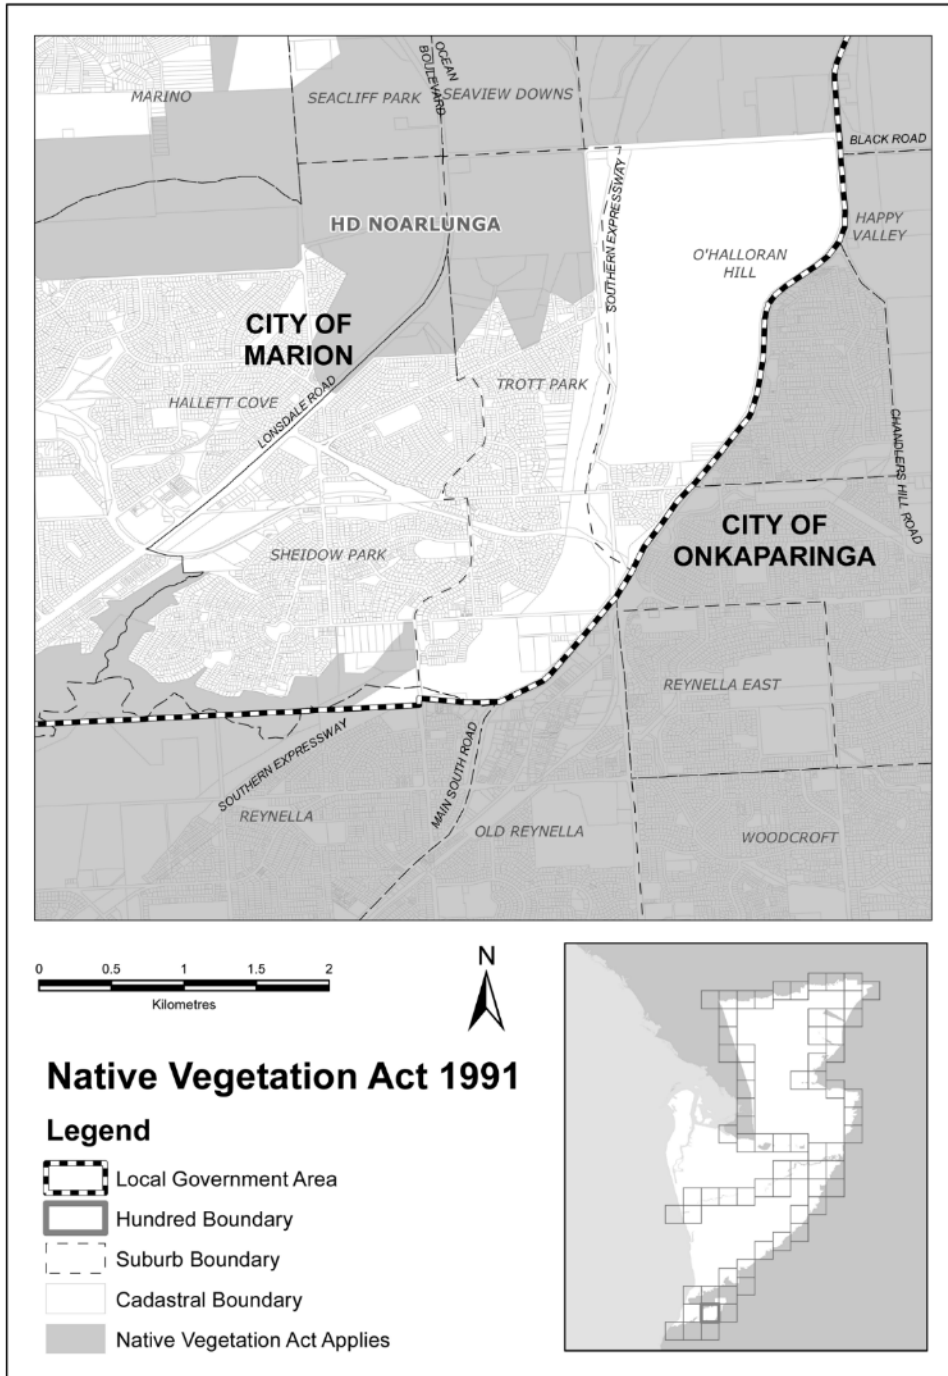 OCEAN
BOULEVARD
MARINO
SEACLIFF PARK
SEAVIEW DOWNS
BLACK ROAD
SOUTHERN EXPRESSWAY
HD NOARLUNGA
HAPPY
VALLEY
O'HALLORAN
HILL
CITY OF
MARION
TROTT PARK
HALLETT COVE
LONSDALE ROAD
CHANDLERS HILL ROAD
CITY OF
ONKAPARINGA
SHEIDOW PARK
REYNELLA EAST
SOUTHERN EXPRESSWAY
MAIN SOUTH ROAD
REYNELLA
OLD REYNELLA
WOODCROFT
0 0.5 1 1.5 2
Kilometres
N
Native Vegetation Act 1991
Legend
Local Government Area
Hundred Boundary
Suburb Boundary
Cadastral Boundary
Native Vegetation Act Applies